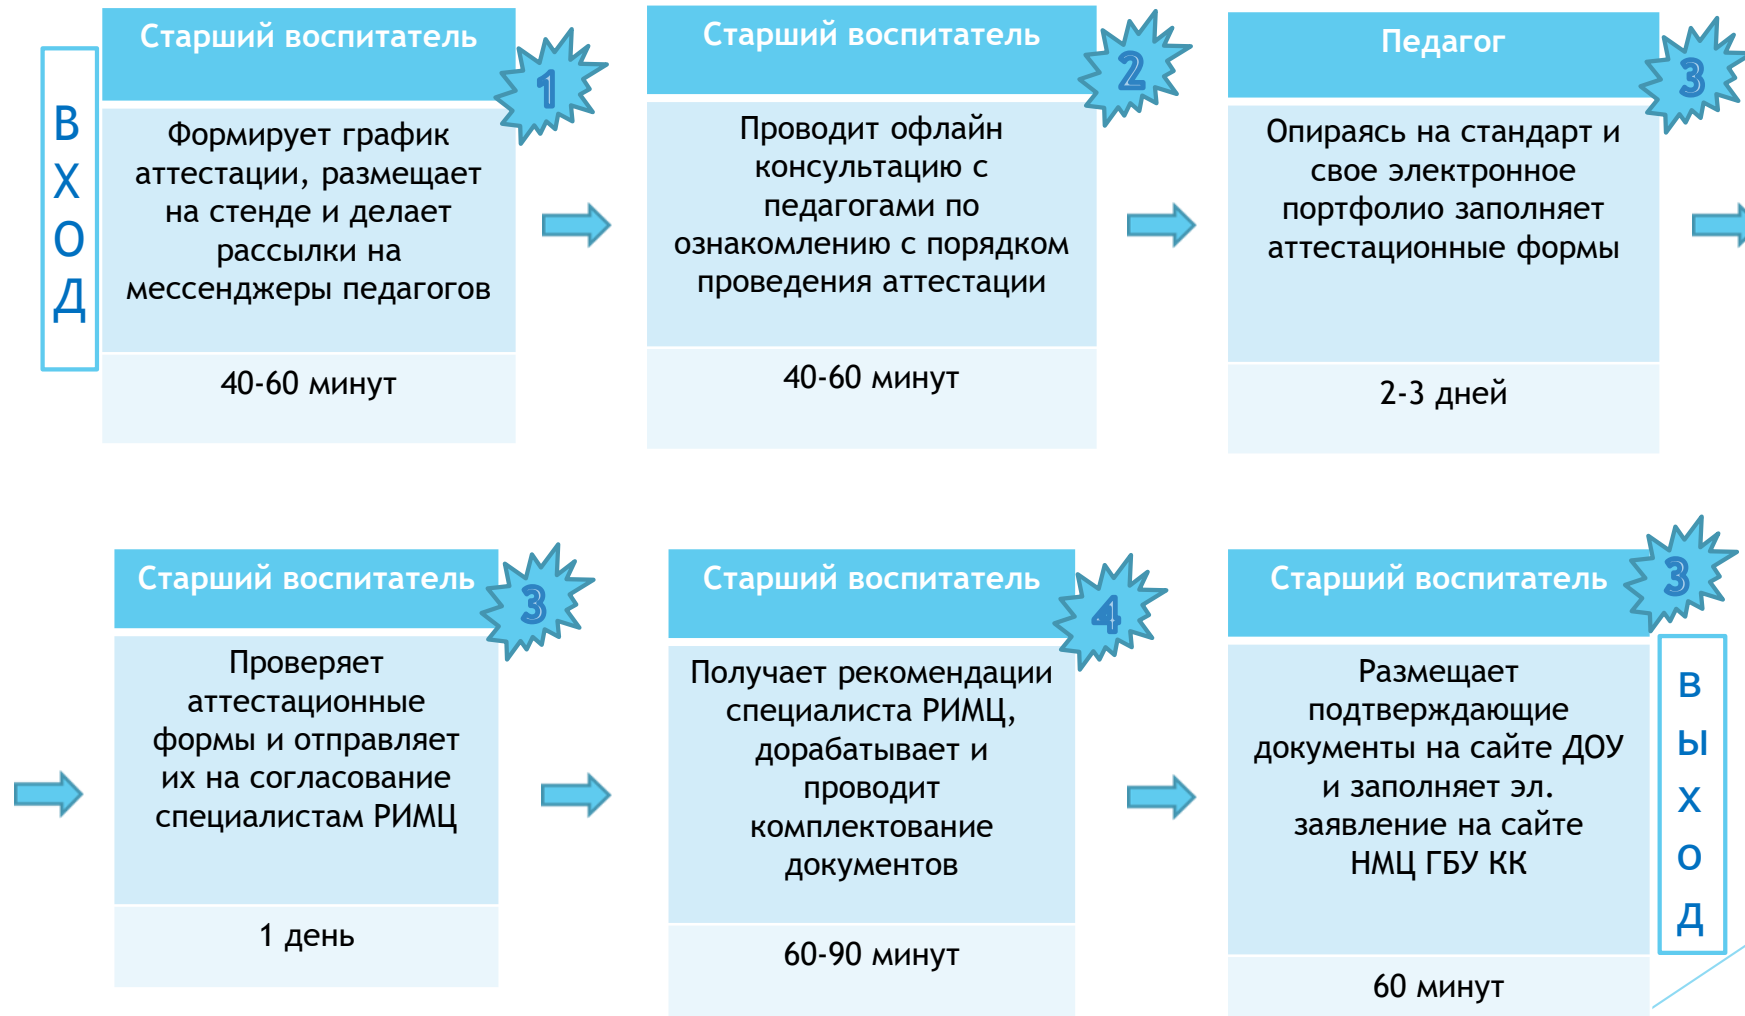 ВХОД
Старший воспитатель
1
Формирует график
аттестации, размещает
на стенде и делает
рассылки на
мессенджеры педагогов
40-60 минут
Старший воспитатель
2
Проводит офлайн
консультацию с
педагогами по
ознакомлению с порядком
проведения аттестации
40-60 минут
Педагог
3
Опираясь на стандарт и
свое электронное
портфолио заполняет
аттестационные формы
2-3 дней
Старший воспитатель
3
Проверяет
аттестационные
формы и отправляет
их на согласование
специалистам РИМЦ
1 день
Старший воспитатель
4
Получает рекомендации
специалиста РИМЦ,
дорабатывает и
проводит
комплектование
документов
60-90 минут
Старший воспитатель
3
Размещает
подтверждающие
документы на сайте ДОУ
и заполняет эл.
заявление на сайте
НМЦ ГБУ КК
60 минут
выход